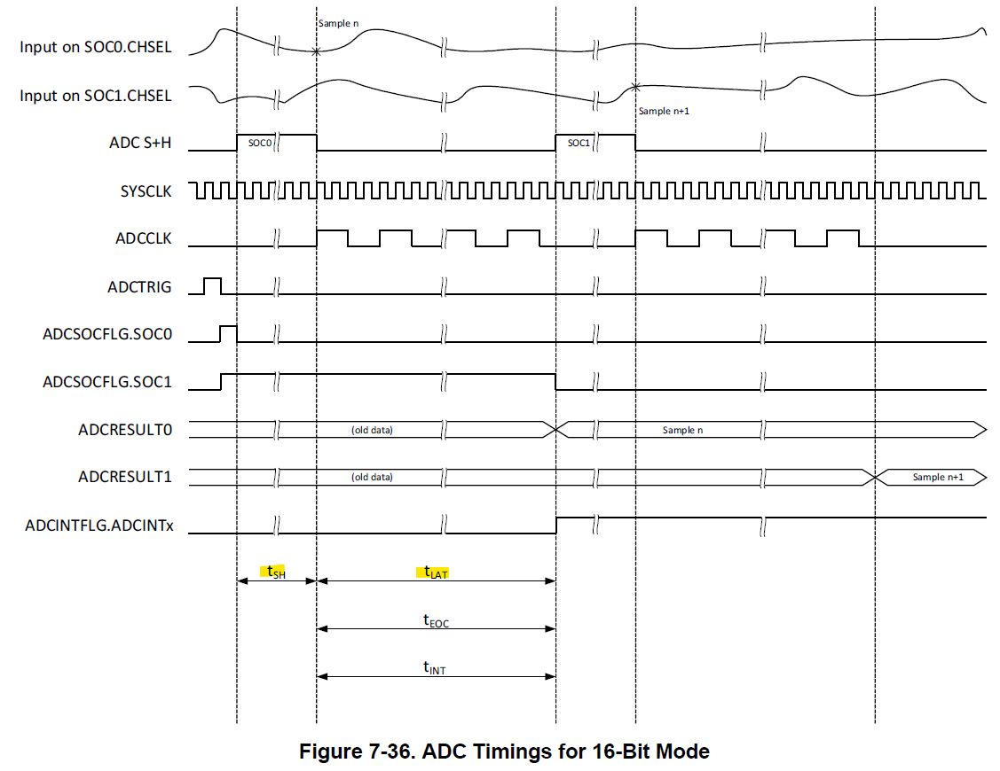 Sample n
Input on SOC0.CHSEL
Input on SOC1.CHSEL
Sample n+1
ADC S+H
SOC0
SOC1
SYSCLK
ADCCLK
ADCTRIG
ADCSOCFLG.SOC0
ADCSOCFLG.SOC1
ADCRESULT0
(old data)
Sample n
ADCRESULT1
(old data)
Sample n+1
ADCINTFLG.ADCINTx
tSH
tLAT
tEOC
tINT
Figure 7-36. ADC Timings for 16-Bit Mode